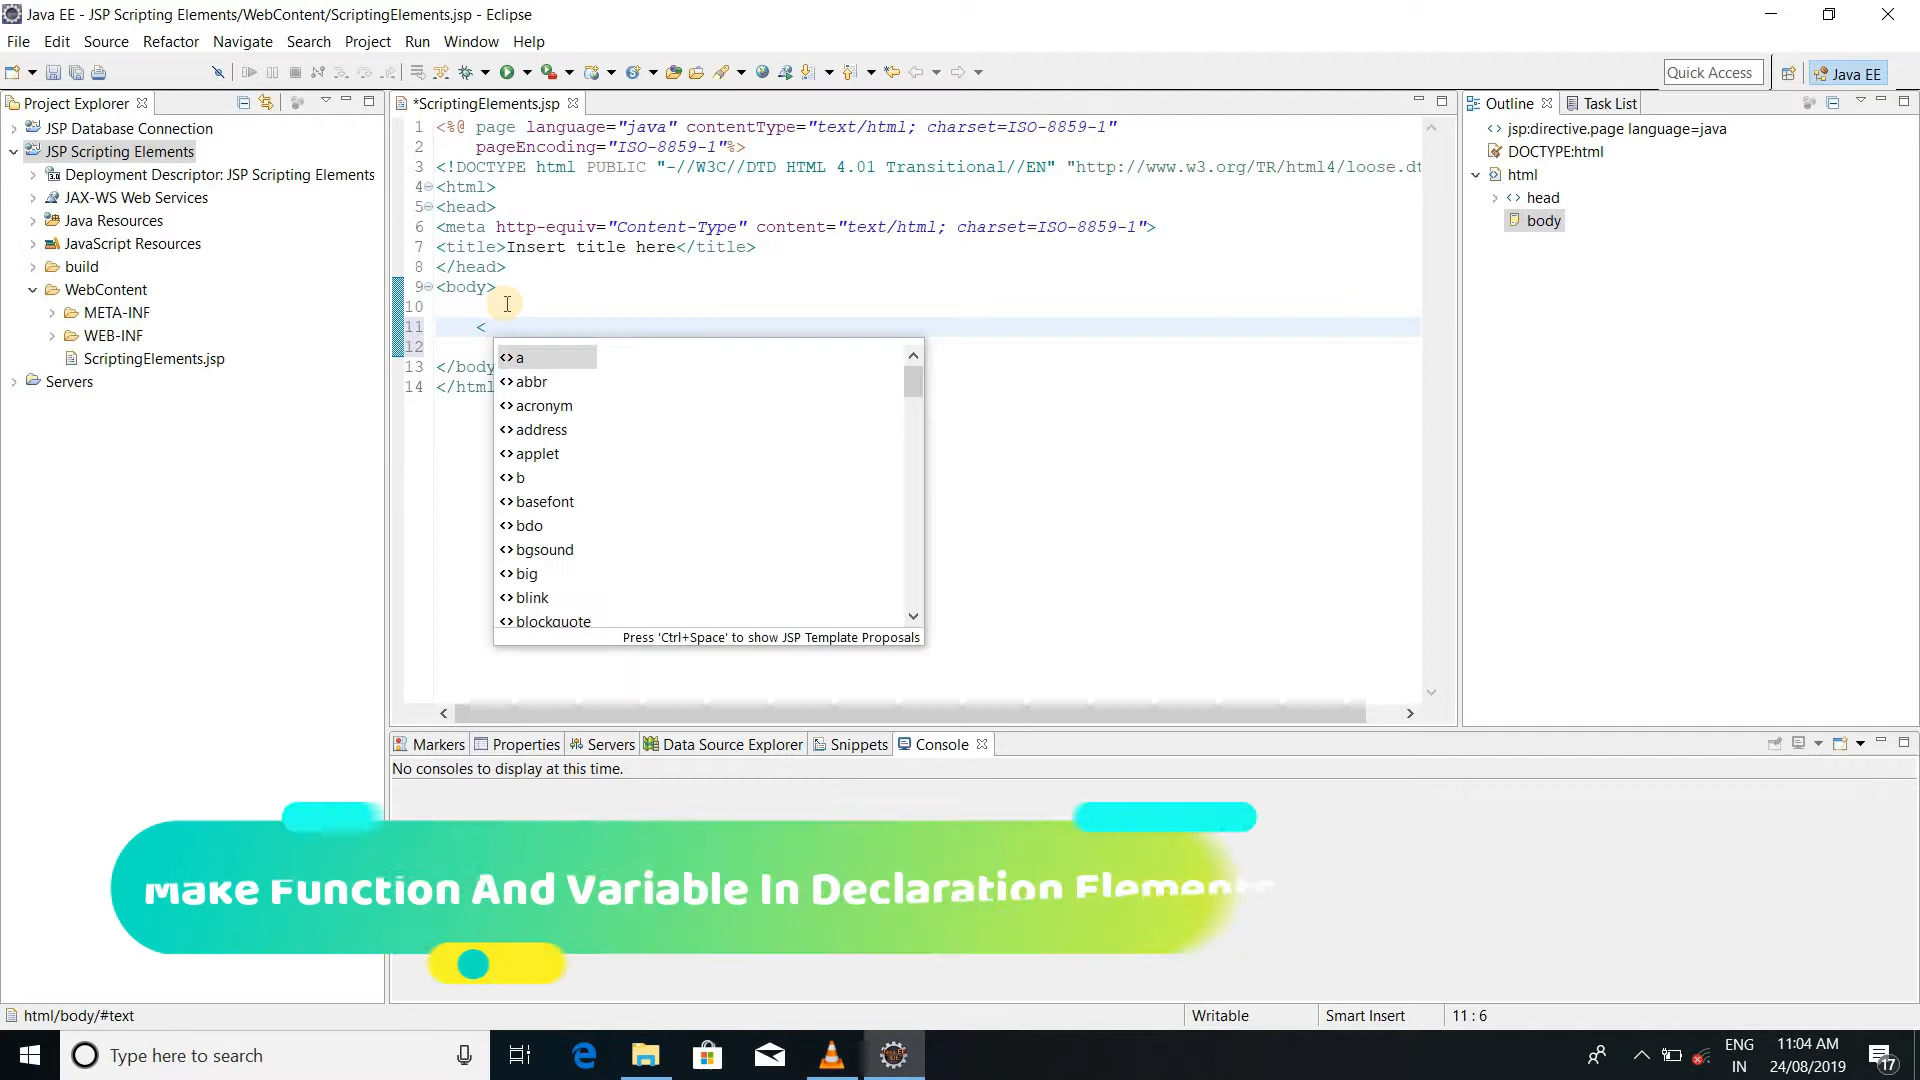 Java EE - JSP Scripting Elements/WebContent/ScriptingElements.jsp - Eclipse
File Edit Source Refactor Navigate Search Project Run Window Help
Quick Access
Java EE
Project Explorer
JSP Database Connection
JSP Scripting Elements
Deployment Descriptor: JSP Scripting Elements
JAX-WS Web Services
Java Resources
JavaScript Resources
build
WebContent
META-INF
WEB-INF
ScriptingElements.jsp
Servers
*ScriptingElements.jsp
1 <%@ page language="java" contentType="text/html; charset=ISO-8859-1"
2 pageEncoding="ISO-8859-1"%>
3 <!DOCTYPE html PUBLIC "-//W3C//DTD HTML 4.01 Transitional//EN" "http://www.w3.org/TR/html4/loose.dt
4 <html>
5 <head>
6 <meta http-equiv="Content-Type" content="text/html; charset=ISO-8859-1">
7 <title>Insert title here</title>
8 </head>
9 <body>
10
11 <
12
13 </body
14 </html
a
abbr
acronym
address
applet
b
basefont
bdo
bgsound
big
blink
blockquote
Press 'Ctrl+Space' to show JSP Template Proposals
Outline Task List
jsp:directive.page language=java
DOCTYPE:html
html
head
body
Markers Properties Servers Data Source Explorer Snippets Console
No consoles to display at this time.
Make Function And Variable In Declaration Elements
html/body/#text
Writable Smart Insert 11 : 6
Type here to search
ENG
IN
11:04 AM
24/08/2019
17